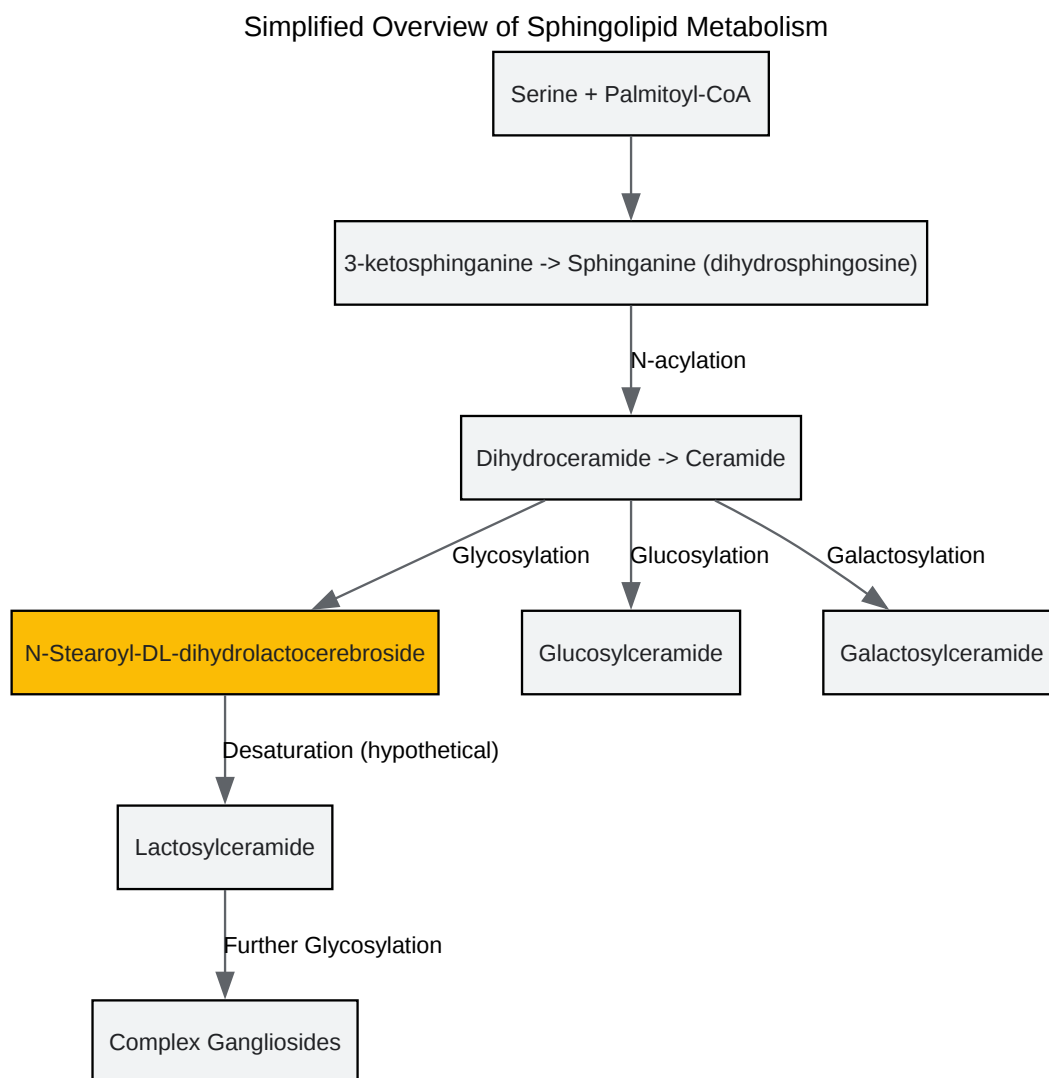 Simplified Overview of Sphingolipid Metabolism
Serine + Palmitoyl-CoA
3-ketosphinganine -> Sphinganine (dihydrosphingosine)
N-acylation
Dihydroceramide -> Ceramide
Glycosylation
Glucosylation
Galactosylation
N-Stearoyl-DL-dihydrolactocerebroside
Glucosylceramide
Galactosylceramide
Desaturation (hypothetical)
Lactosylceramide
Further Glycosylation
Complex Gangliosides